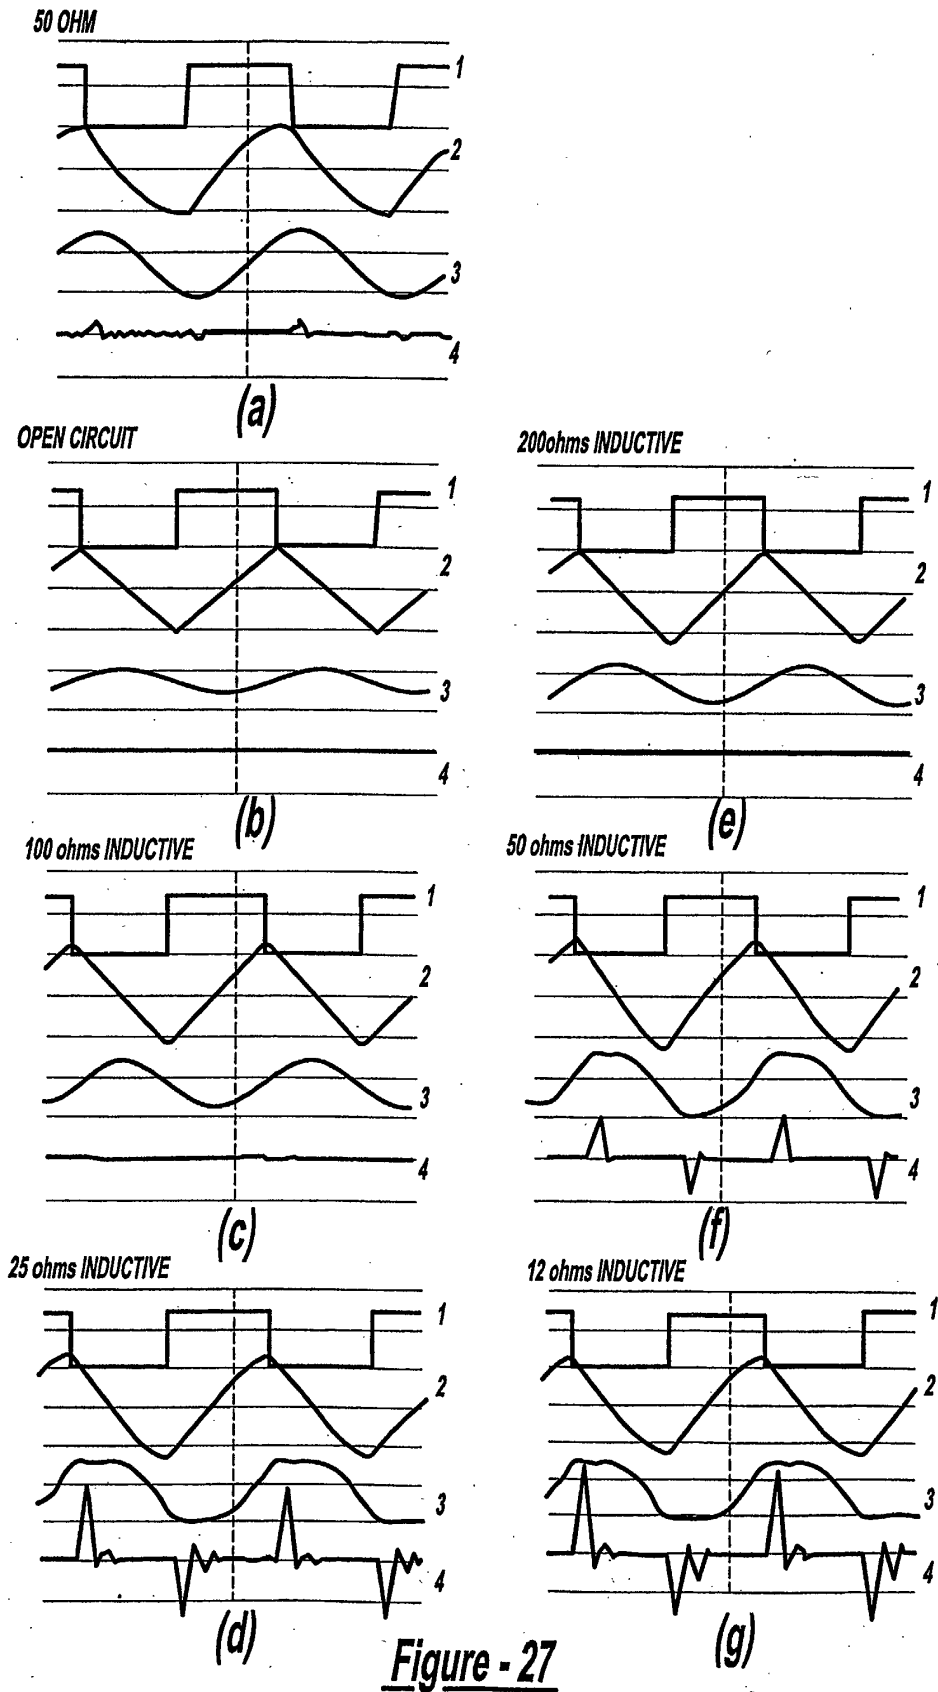 50 OHM
1
2
3
4
(a)
OPEN CIRCUIT
1
2
3
4
(b)
200ohms INDUCTIVE
1
2
3
4
(e)
100 ohms INDUCTIVE
1
2
3
4
(c)
50 ohms INDUCTIVE
1
2
3
4
(f)
25 ohms INDUCTIVE
1
2
3
4
(d)
12 ohms INDUCTIVE
1
2
3
4
(g)
Figure - 27